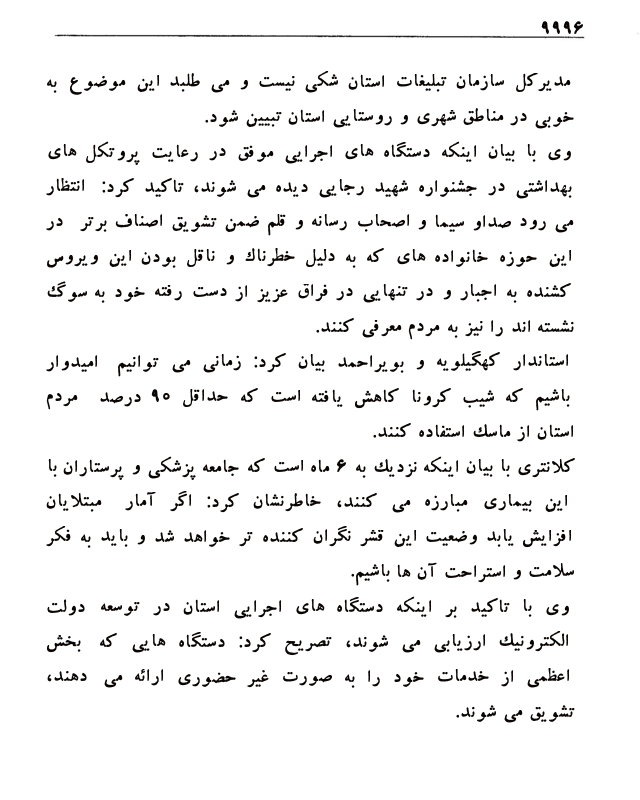 ۹۹۹۶
مدیرکل سازمان تبلیغات استان شکی نیست و می طلبد این موضوع به
خوبی در مناطق شهری و روستایی استان تبیین شود.
وی با بیان اینکه دستگاه های اجرایی موفق در رعایت پروتکل های
بهداشتی در جشنواره شهید رجایی دیده می شوند، تاکید کرد: انتظار
می رود صداو سیما و اصحاب رسانه و قلم ضمن تشویق اصناف برتر در
این حوزه خانواده های که به دلیل خطرناك و ناقل بودن این ویروس
کشنده به اجبار و در تنهایی در فراق عزیز از دست رفته خود به سوگ
نشسته اند را نیز به مردم معرفی کنند.
استاندار کهگیلویه و بویراحمد بیان کرد: زمانی می توانیم امیدوار
باشیم که شیب کرونا کاهش یافته است که حداقل ۹۰ درصد مردم
استان از ماسك استفاده کنند.
کلانتری با بیان اینکه نزدیك به ۶ ماه است که جامعه پزشکی و پرستاران با
این بیماری مبارزه می کنند، خاطرنشان کرد: اگر آمار مبتلایان
افزایش یابد وضعیت این قشر نگران کننده تر خواهد شد و باید به فکر
سلامت و استراحت آن ها باشیم.
وی با تاکید بر اینکه دستگاه های اجرایی استان در توسعه دولت
الکترونیك ارزیابی می شوند، تصریح کرد: دستگاه هایی که بخش
اعظمی از خدمات خود را به صورت غیر حضوری ارائه می دهند،
تشویق می شوند.